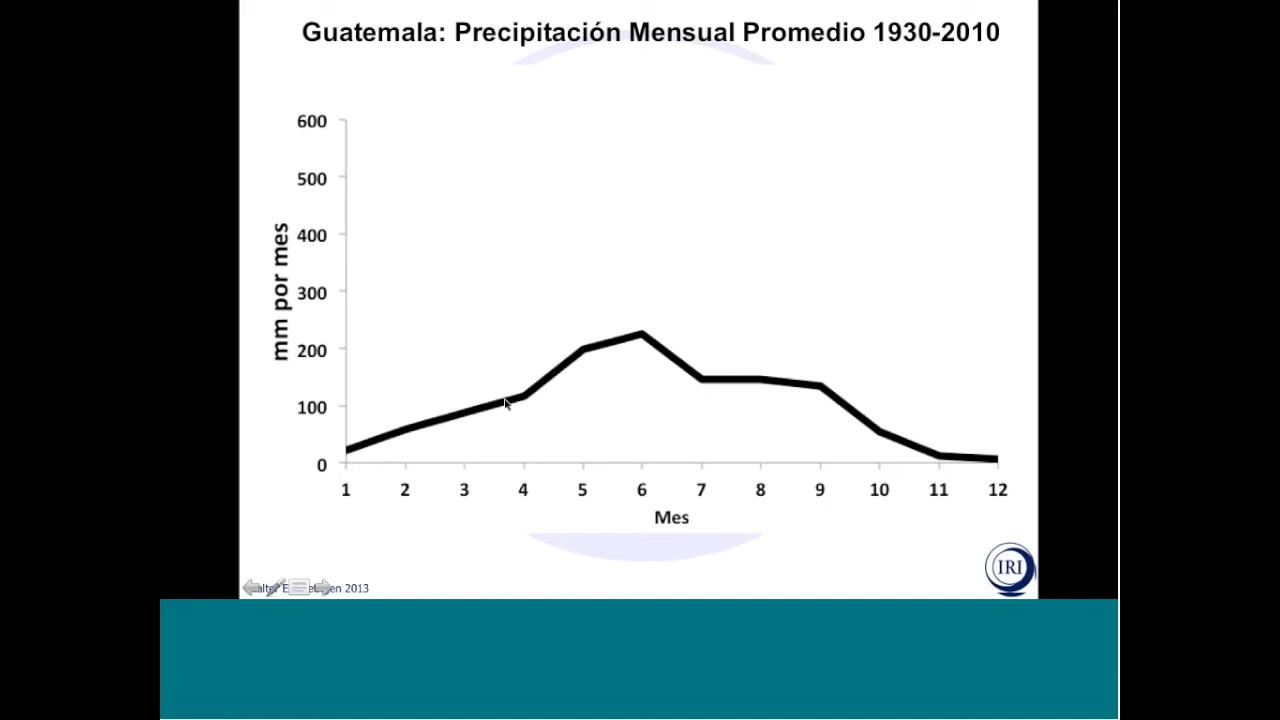 Guatemala: Precipitación Mensual Promedio 1930-2010
600
500
400
300
200
100
0
mm por mes
1 2 3 4 5 6 7 8 9 10 11 12
Mes
IRI
2013